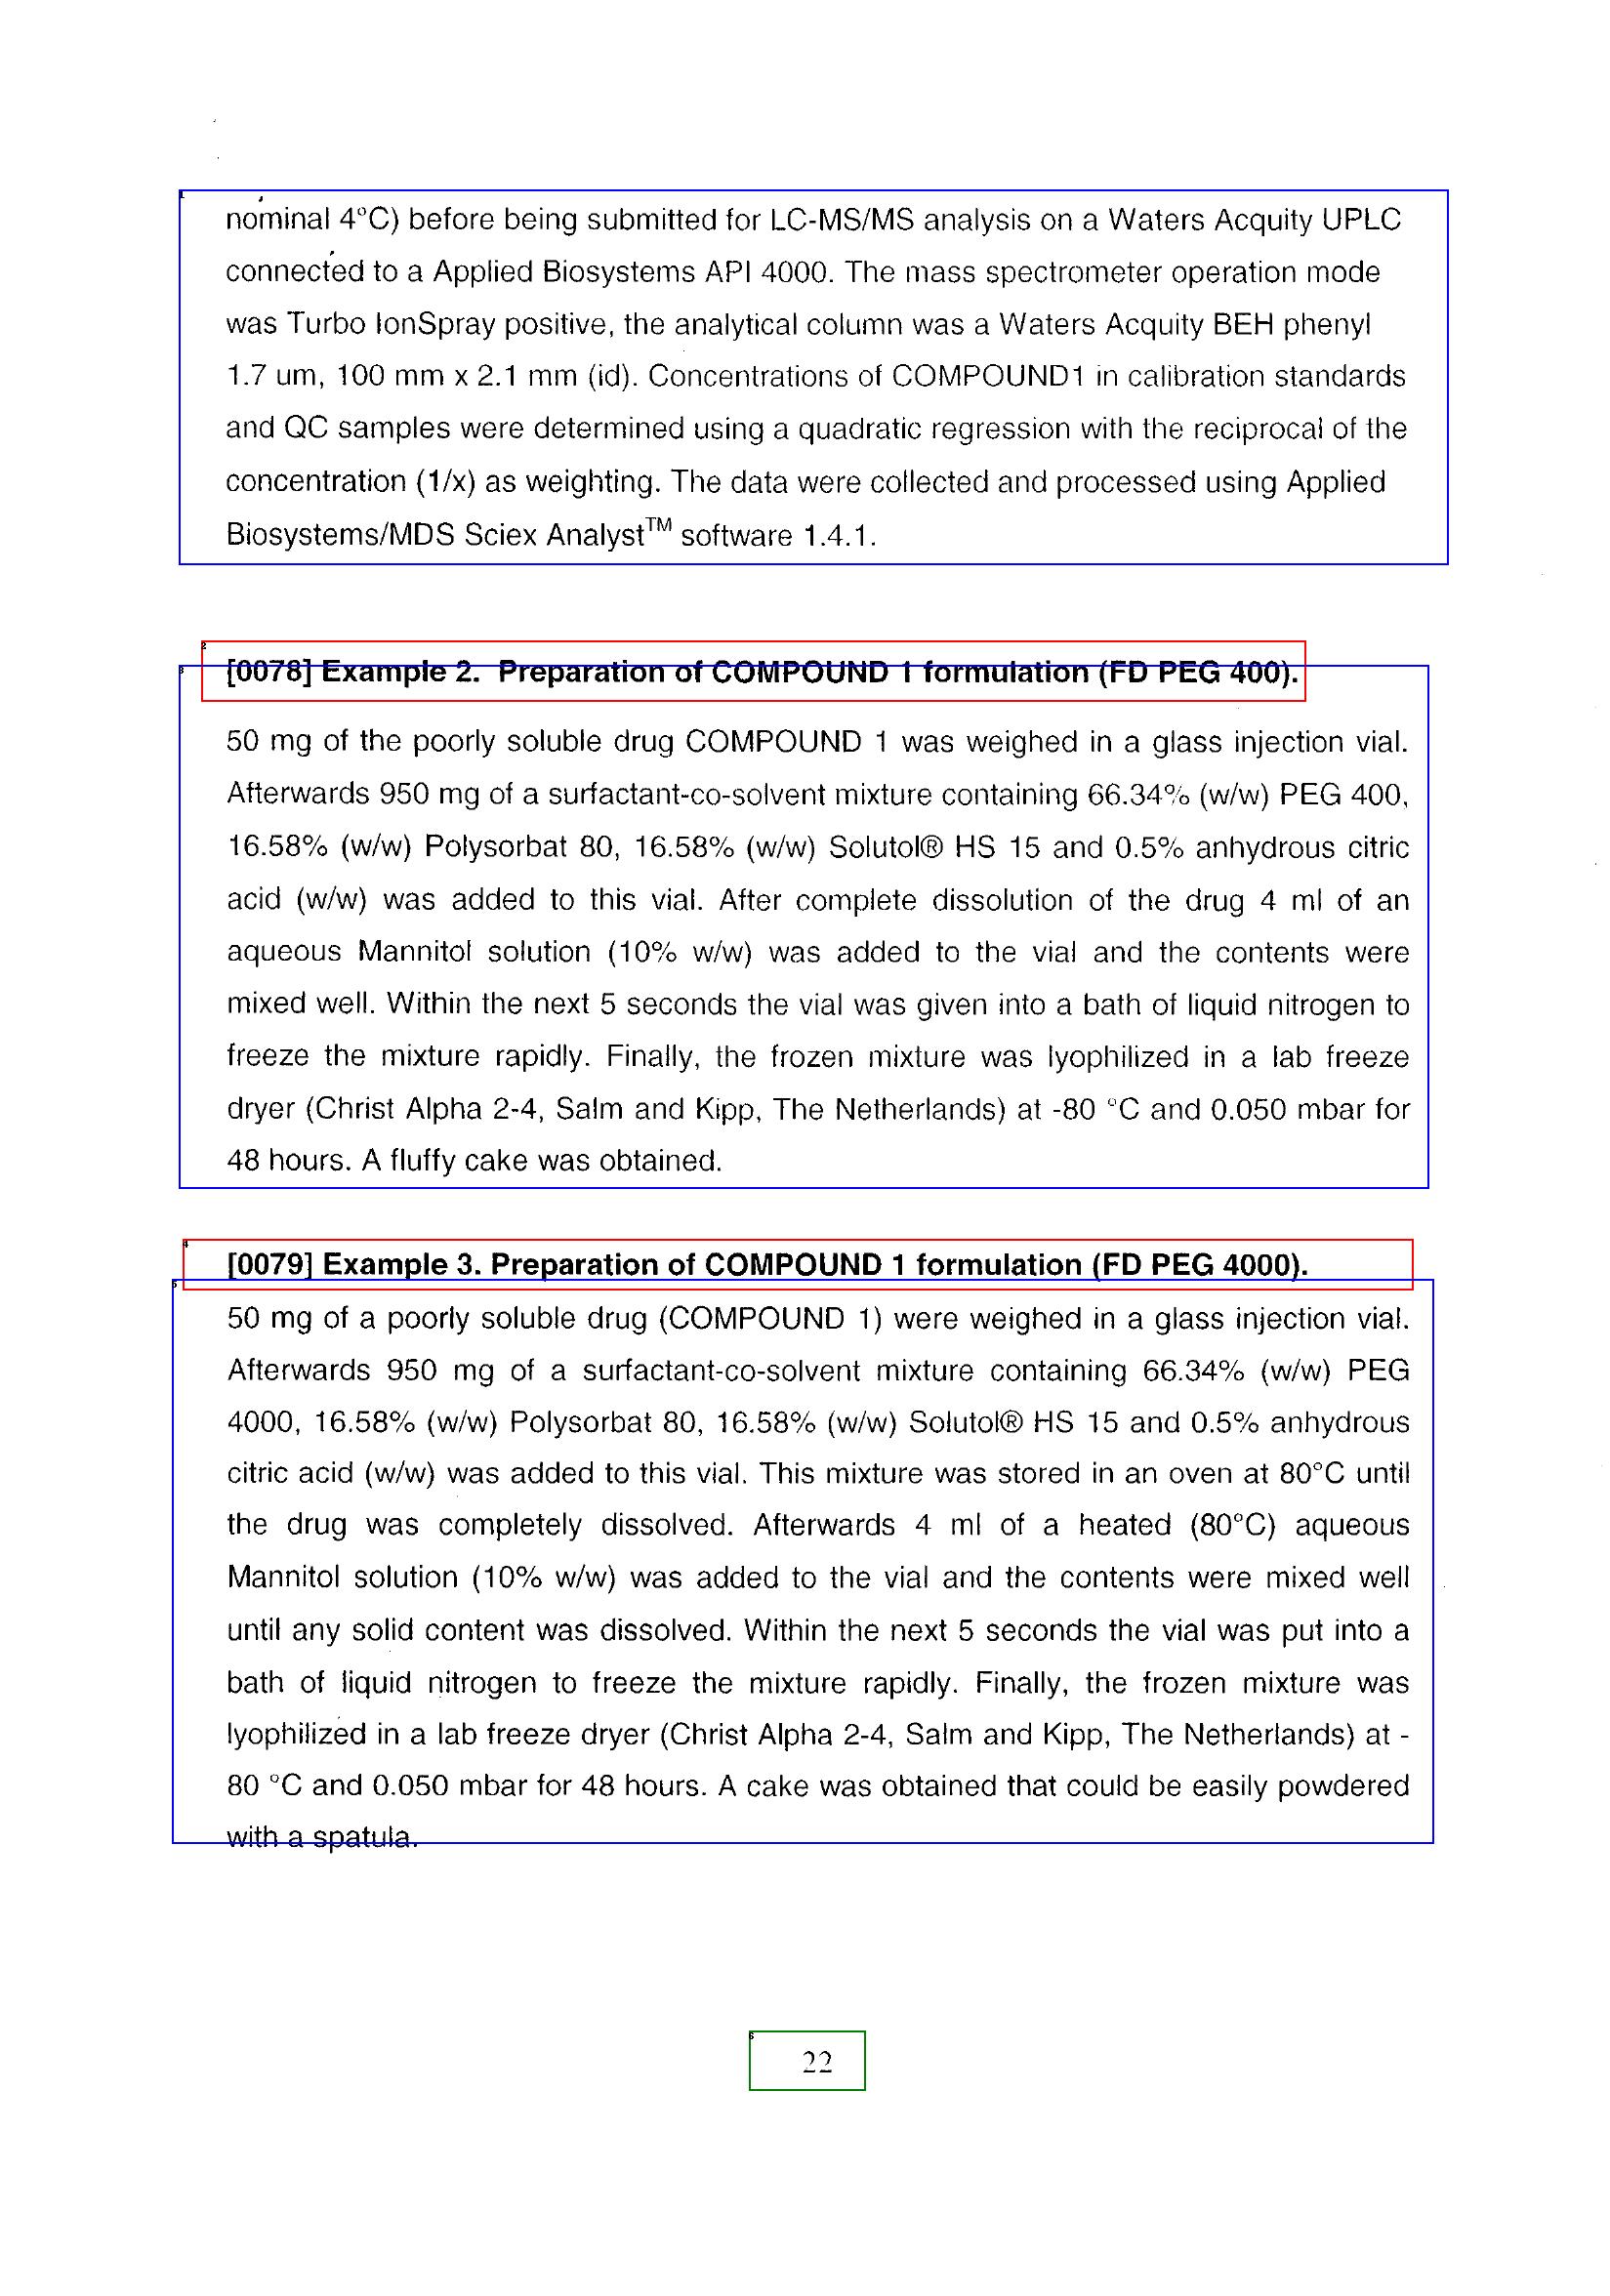 nominal 4°C) before being submitted for LC-MS/MS analysis on a Waters Acquity UPLC
connected to a Applied Biosystems API 4000. The mass spectrometer operation mode
was Turbo IonSpray positive, the analytical column was a Waters Acquity BEH phenyl
1.7 um, 100 mm x 2.1 mm (id). Concentrations of COMPOUND1 in calibration standards
and QC samples were determined using a quadratic regression with the reciprocal of the
concentration (1/x) as weighting. The data were collected and processed using Applied
Biosystems/MDS Sciex Analyst™ software 1.4.1.
[0078] Example 2. Preparation of COMPOUND 1 formulation (FD PEG 400).
50 mg of the poorly soluble drug COMPOUND 1 was weighed in a glass injection vial.
Afterwards 950 mg of a surfactant-co-solvent mixture containing 66.34% (w/w) PEG 400,
16.58% (w/w) Polysorbat 80, 16.58% (w/w) Solutol® HS 15 and 0.5% anhydrous citric
acid (w/w) was added to this vial. After complete dissolution of the drug 4 ml of an
aqueous Mannitol solution (10% w/w) was added to the vial and the contents were
mixed well. Within the next 5 seconds the vial was given into a bath of liquid nitrogen to
freeze the mixture rapidly. Finally, the frozen mixture was lyophilized in a lab freeze
dryer (Christ Alpha 2-4, Salm and Kipp, The Netherlands) at -80 °C and 0.050 mbar for
48 hours. A fluffy cake was obtained.
[0079] Example 3. Preparation of COMPOUND 1 formulation (FD PEG 4000).
50 mg of a poorly soluble drug (COMPOUND 1) were weighed in a glass injection vial.
Afterwards 950 mg of a surfactant-co-solvent mixture containing 66.34% (w/w) PEG
4000, 16.58% (w/w) Polysorbat 80, 16.58% (w/w) Solutol® HS 15 and 0.5% anhydrous
citric acid (w/w) was added to this vial. This mixture was stored in an oven at 80°C until
the drug was completely dissolved. Afterwards 4 ml of a heated (80°C) aqueous
Mannitol solution (10% w/w) was added to the vial and the contents were mixed well
until any solid content was dissolved. Within the next 5 seconds the vial was put into a
bath of liquid nitrogen to freeze the mixture rapidly. Finally, the frozen mixture was
lyophilized in a lab freeze dryer (Christ Alpha 2-4, Salm and Kipp, The Netherlands) at -
80 °C and 0.050 mbar for 48 hours. A cake was obtained that could be easily powdered
with a spatula.
22